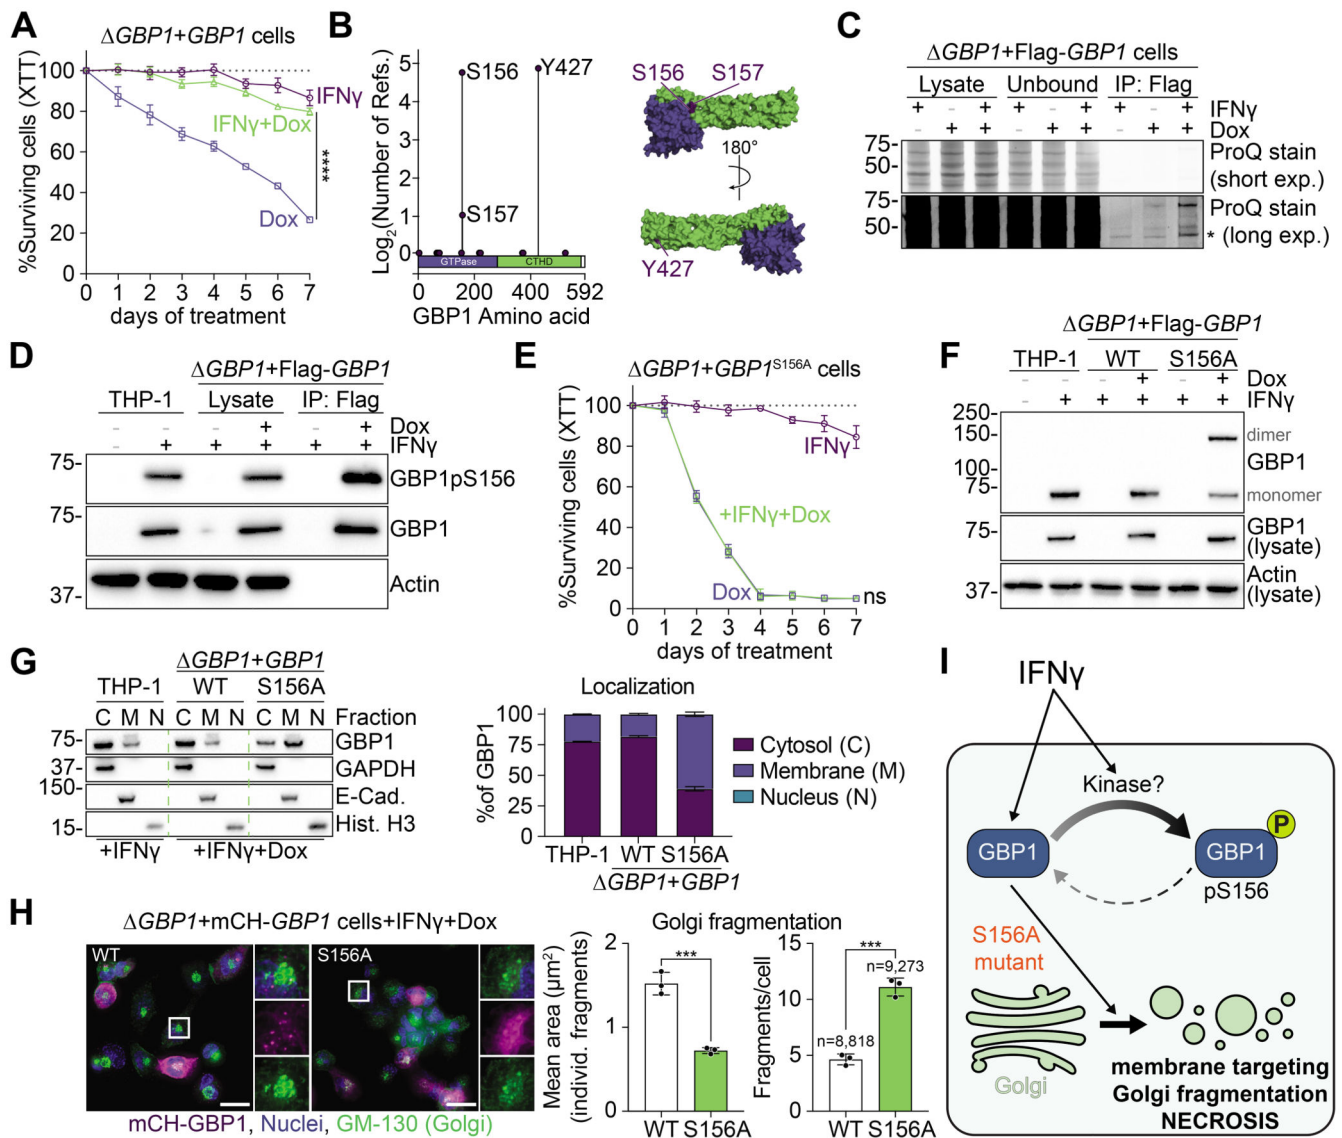 A
ΔGBP1+GBP1 cells
%Surviving cells (XTT)
100
80
60
40
20
0
IFNγ
IFNγ+Dox
Dox
****
0 1 2 3 4 5 6 7
days of treatment
B
Log2(Number of Refs.)
5
4
3
2
1
0
S156
Y427
S157
GTPase
CTHD
0 200 400 592
GBP1 Amino acid
S156 S157
180°
Y427
C
ΔGBP1+Flag-GBP1 cells
Lysate Unbound IP: Flag
+ - + + - + + - + IFNγ
- + + - + + - + + Dox
75-
50-
ProQ stain
(short exp.)
75-
50-
ProQ stain
* (long exp.)
D
ΔGBP1+Flag-GBP1
THP-1 Lysate IP: Flag
- - - + - + Dox
- + + + + + IFNγ
75-
GBP1pS156
75-
GBP1
37-
Actin
E
ΔGBP1+GBP1S156A cells
%Surviving cells (XTT)
100
80
60
40
20
0
IFNγ
+IFNγ+Dox
Dox
ns
0 1 2 3 4 5 6 7
days of treatment
F
ΔGBP1+Flag-GBP1
THP-1 WT S156A
- - - + - + Dox
- + + + + + IFNγ
250-
150-
100-
75-
dimer
GBP1
monomer
75-
GBP1
(lysate)
37-
Actin
(lysate)
G
ΔGBP1+GBP1
THP-1 WT S156A
C M N C M N C M N Fraction
75- GBP1
37- GAPDH
150- E-Cad.
15- Hist. H3
+IFNγ +IFNγ+Dox
Localization
%of GBP1
100
75
50
25
0
Cytosol (C)
Membrane (M)
Nucleus (N)
THP-1 WT S156A
ΔGBP1+GBP1
H
ΔGBP1+mCH-GBP1 cells+IFNγ+Dox
WT
S156A
mCH-GBP1, Nuclei, GM-130 (Golgi)
Golgi fragmentation
Mean area (μm²)
(individ. fragments)
2
1
0
***
WT S156A
Fragments/cell
15
10
5
0
***
n=9,273
n=8,818
WT S156A
I
IFNγ
Kinase?
P
GBP1
GBP1
pS156
S156A
mutant
Golgi
membrane targeting
Golgi fragmentation
NECROSIS